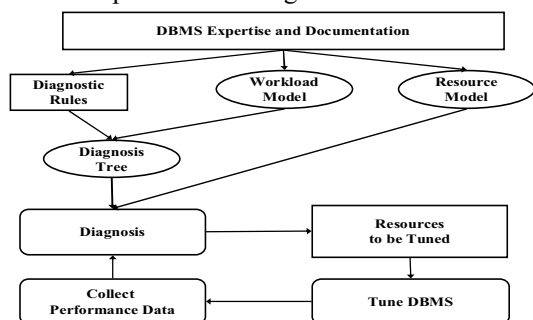 DBMS Expertise and Documentation
Diagnostic
Rules
Workload
Model
Resource
Model
Diagnosis
Tree
Diagnosis
Resources
to be Tuned
Collect
Performance Data
Tune DBMS